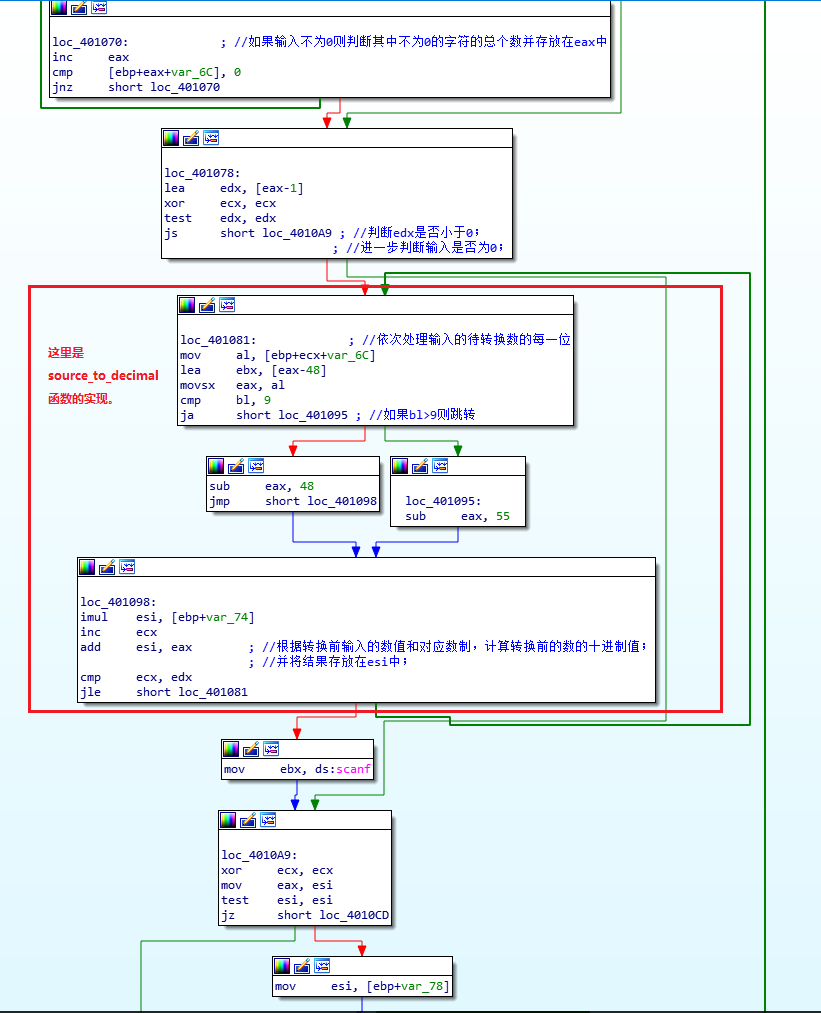 loc_401070: ; //如果输入不为0则判断其中不为0的字符的总个数并存放在eax中
inc eax
cmp [ebp+eax+var_6C], 0
jnz short loc_401070
loc_401078:
lea edx, [eax-1]
xor ecx, ecx
test edx, edx
js short loc_4010A9 ; //判断edx是否小于0;
; //进一步判断输入是否为0;
这里是
source_to_decimal
函数的实现。
loc_401081: ; //依次处理输入的待转换数的每一位
mov al, [ebp+ecx+var_6C]
lea ebx, [eax-48]
movsx eax, al
cmp bl, 9
ja short loc_401095 ; //如果bl>9则跳转
sub eax, 48
jmp short loc_401098
loc_401095:
sub eax, 55
loc_401098:
imul esi, [ebp+var_74]
inc ecx
add esi, eax ; //根据转换前输入的数值和对应数制，计算转换前的数的十进制值;
; //并将结果存放在esi中;
cmp ecx, edx
jle short loc_401081
mov ebx, ds:scanf
loc_4010A9:
xor ecx, ecx
mov eax, esi
test esi, esi
jz short loc_4010CD
mov esi, [ebp+var_78]